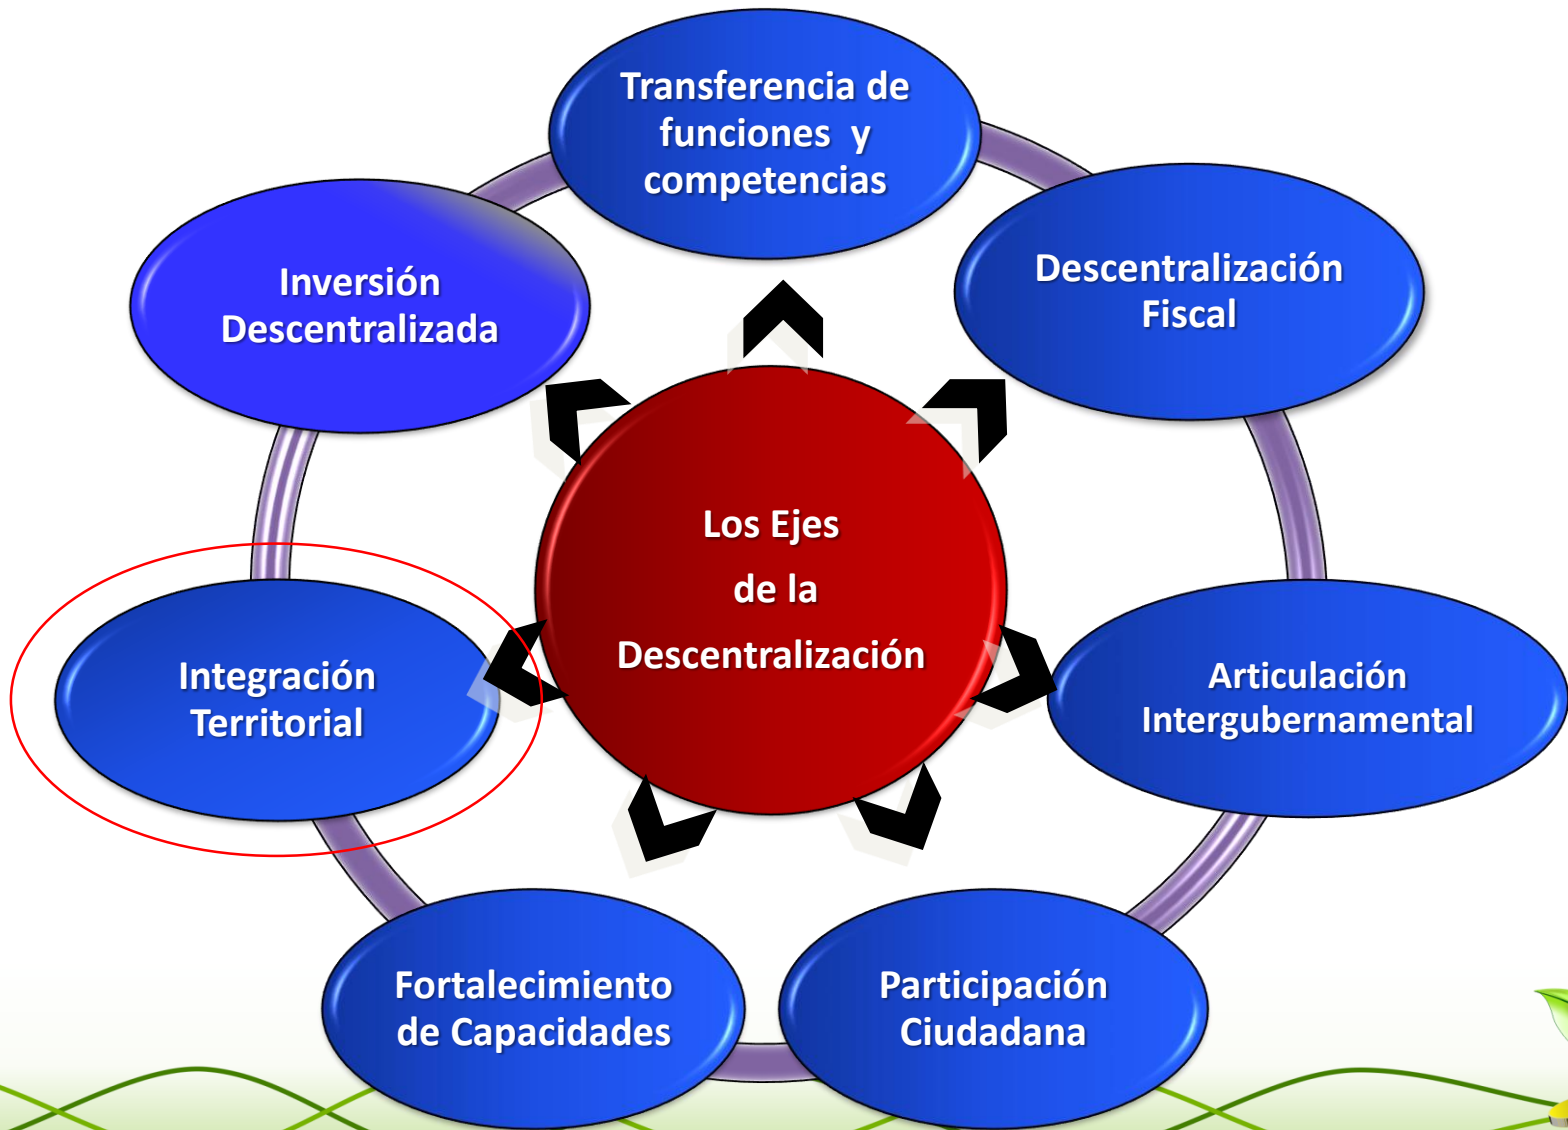 Transferencia de
funciones y
competencias
Descentralización
Fiscal
Inversión
Descentralizada
Los Ejes
de la
Descentralización
Articulación
Intergubernamental
Integración
Territorial
Participación
Ciudadana
Fortalecimiento
de Capacidades